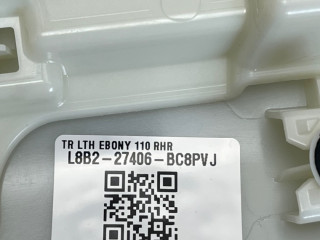 TR LTH EBONY 110 RHR
L8B2-27406-BC8PVJ